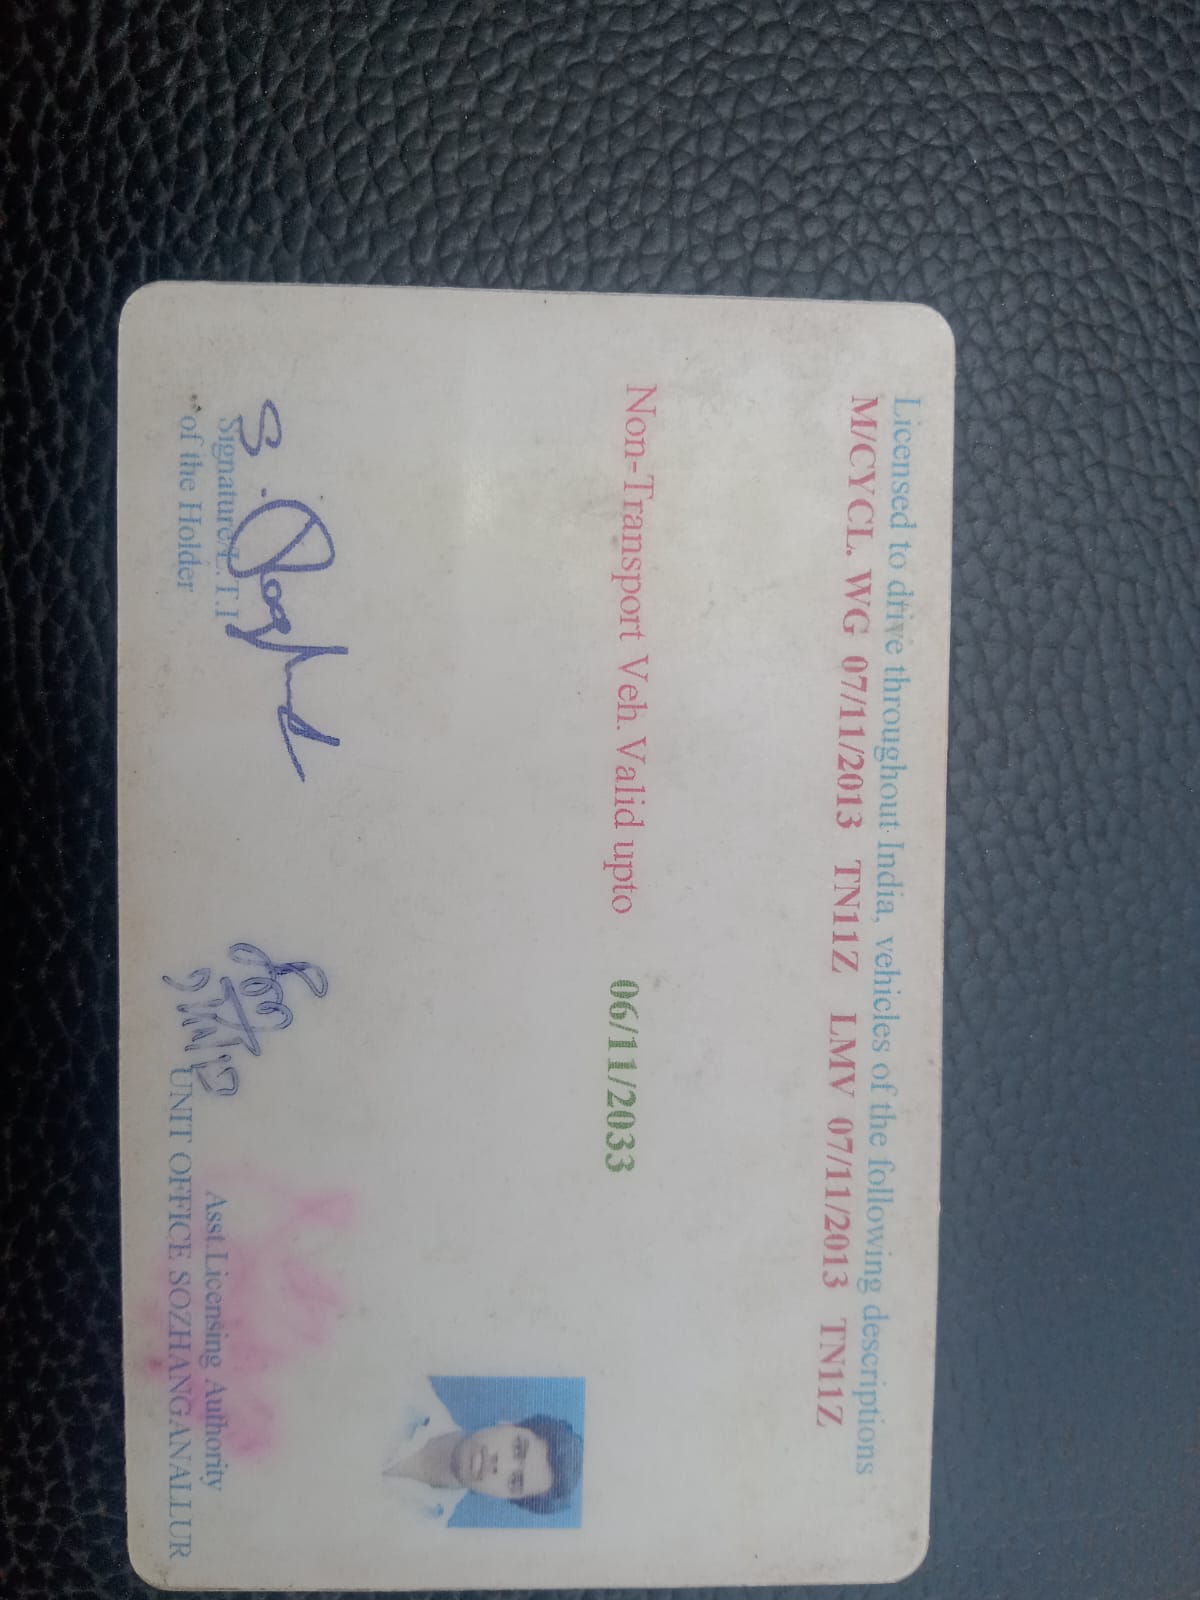 Licensed to drive throughout India, vehicles of the following descriptions
M/CYCL. WG 07/11/2013 TN11Z LMV 07/11/2013 TN11Z
Non-Transport Veh. Valid upto 06/11/2033
Signature/L.T.I
of the Holder
Asst.Licensing Authority
UNIT OFFICE SOZHANGANALLUR